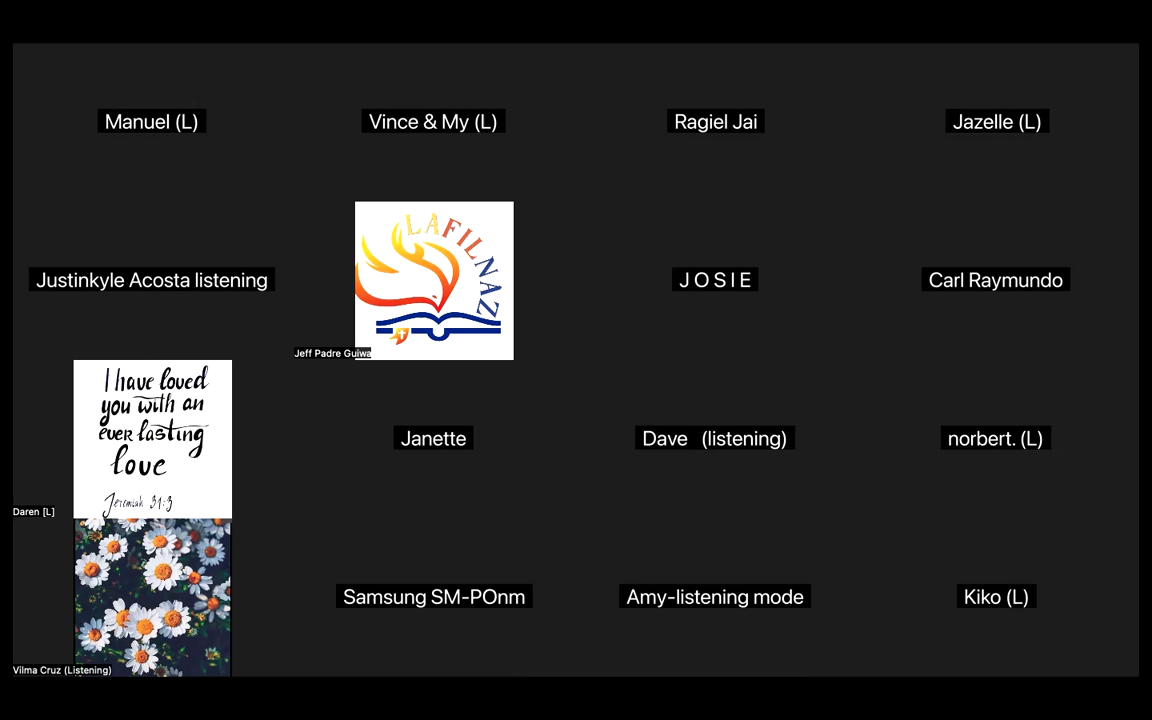 Manuel (L)
Vince & My (L)
Ragiel Jai
Jazelle (L)
Justinkyle Acosta listening
LAFILNAZ
Jeff Padre Guiwa
J O S I E
Carl Raymundo
I have loved
you with an
ever lasting
love
Jeremiah 31:3
Daren [L]
Janette
Dave (listening)
norbert. (L)
Vilma Cruz (Listening)
Samsung SM-POnm
Amy-listening mode
Kiko (L)